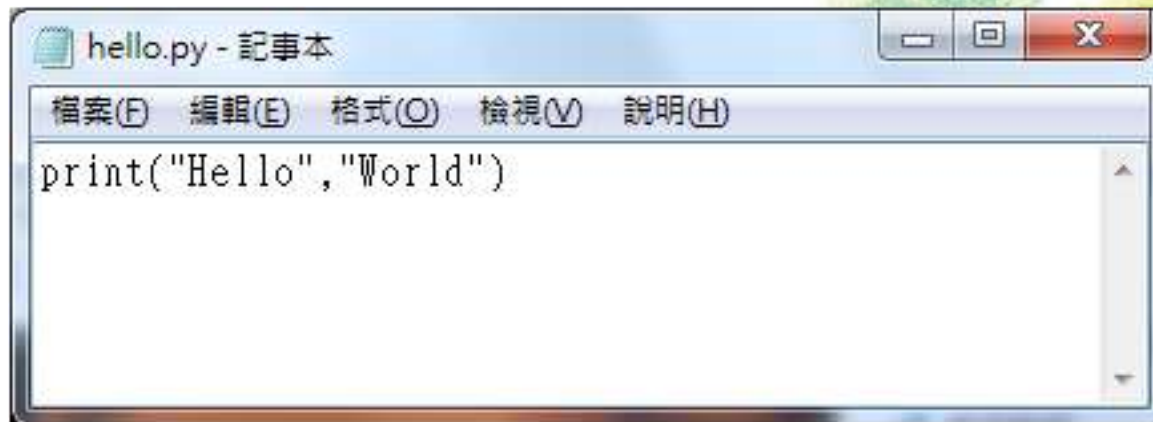 hello.py - 記事本
檔案(F) 編輯(E) 格式(O) 檢視(V) 說明(H)
print("Hello","World")